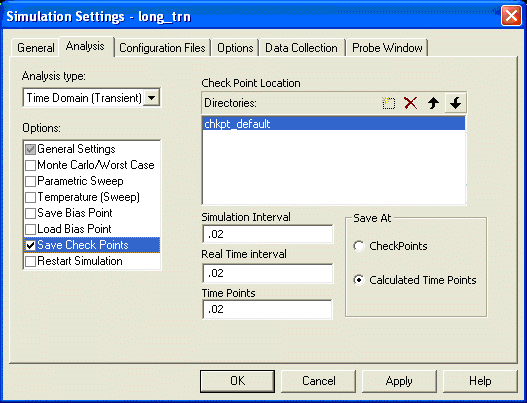 Simulation Settings - long_trn
General Analysis Configuration Files Options Data Collection Probe Window
Analysis type:
Time Domain (Transient)
Options:
General Settings
Monte Carlo/Worst Case
Parametric Sweep
Temperature (Sweep)
Save Bias Point
Load Bias Point
Save Check Points
Restart Simulation
Check Point Location
Directories:
chkpt_default
Simulation Interval
.02
Real Time interval
.02
Time Points
.02
Save At
CheckPoints
Calculated Time Points
OK Cancel Apply Help